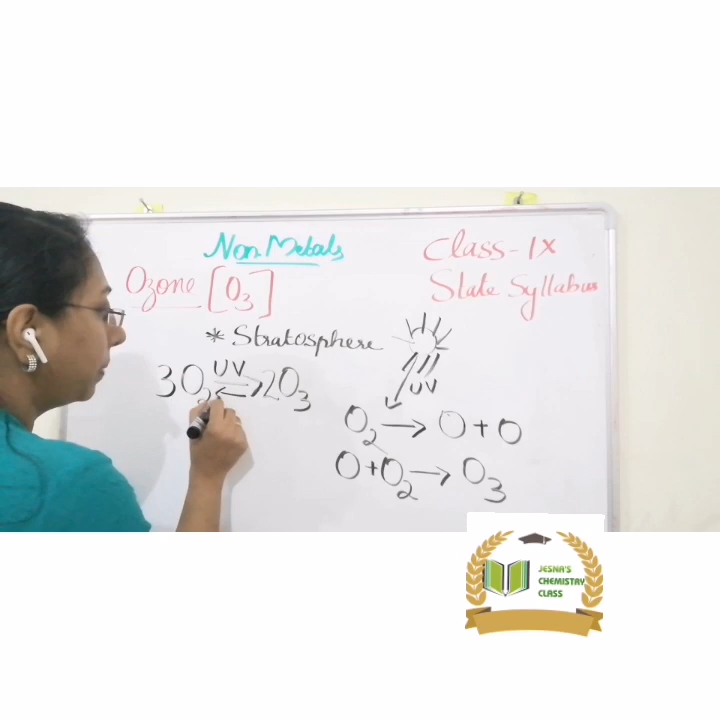 Non Metals
Class-IX
Ozone [O3]
State Syllabus
* Stratosphere
UV
3O2 ⇌ 2O3
UV
O2 → O + O
O + O2 → O3
JESNA'S
CHEMISTRY
CLASS